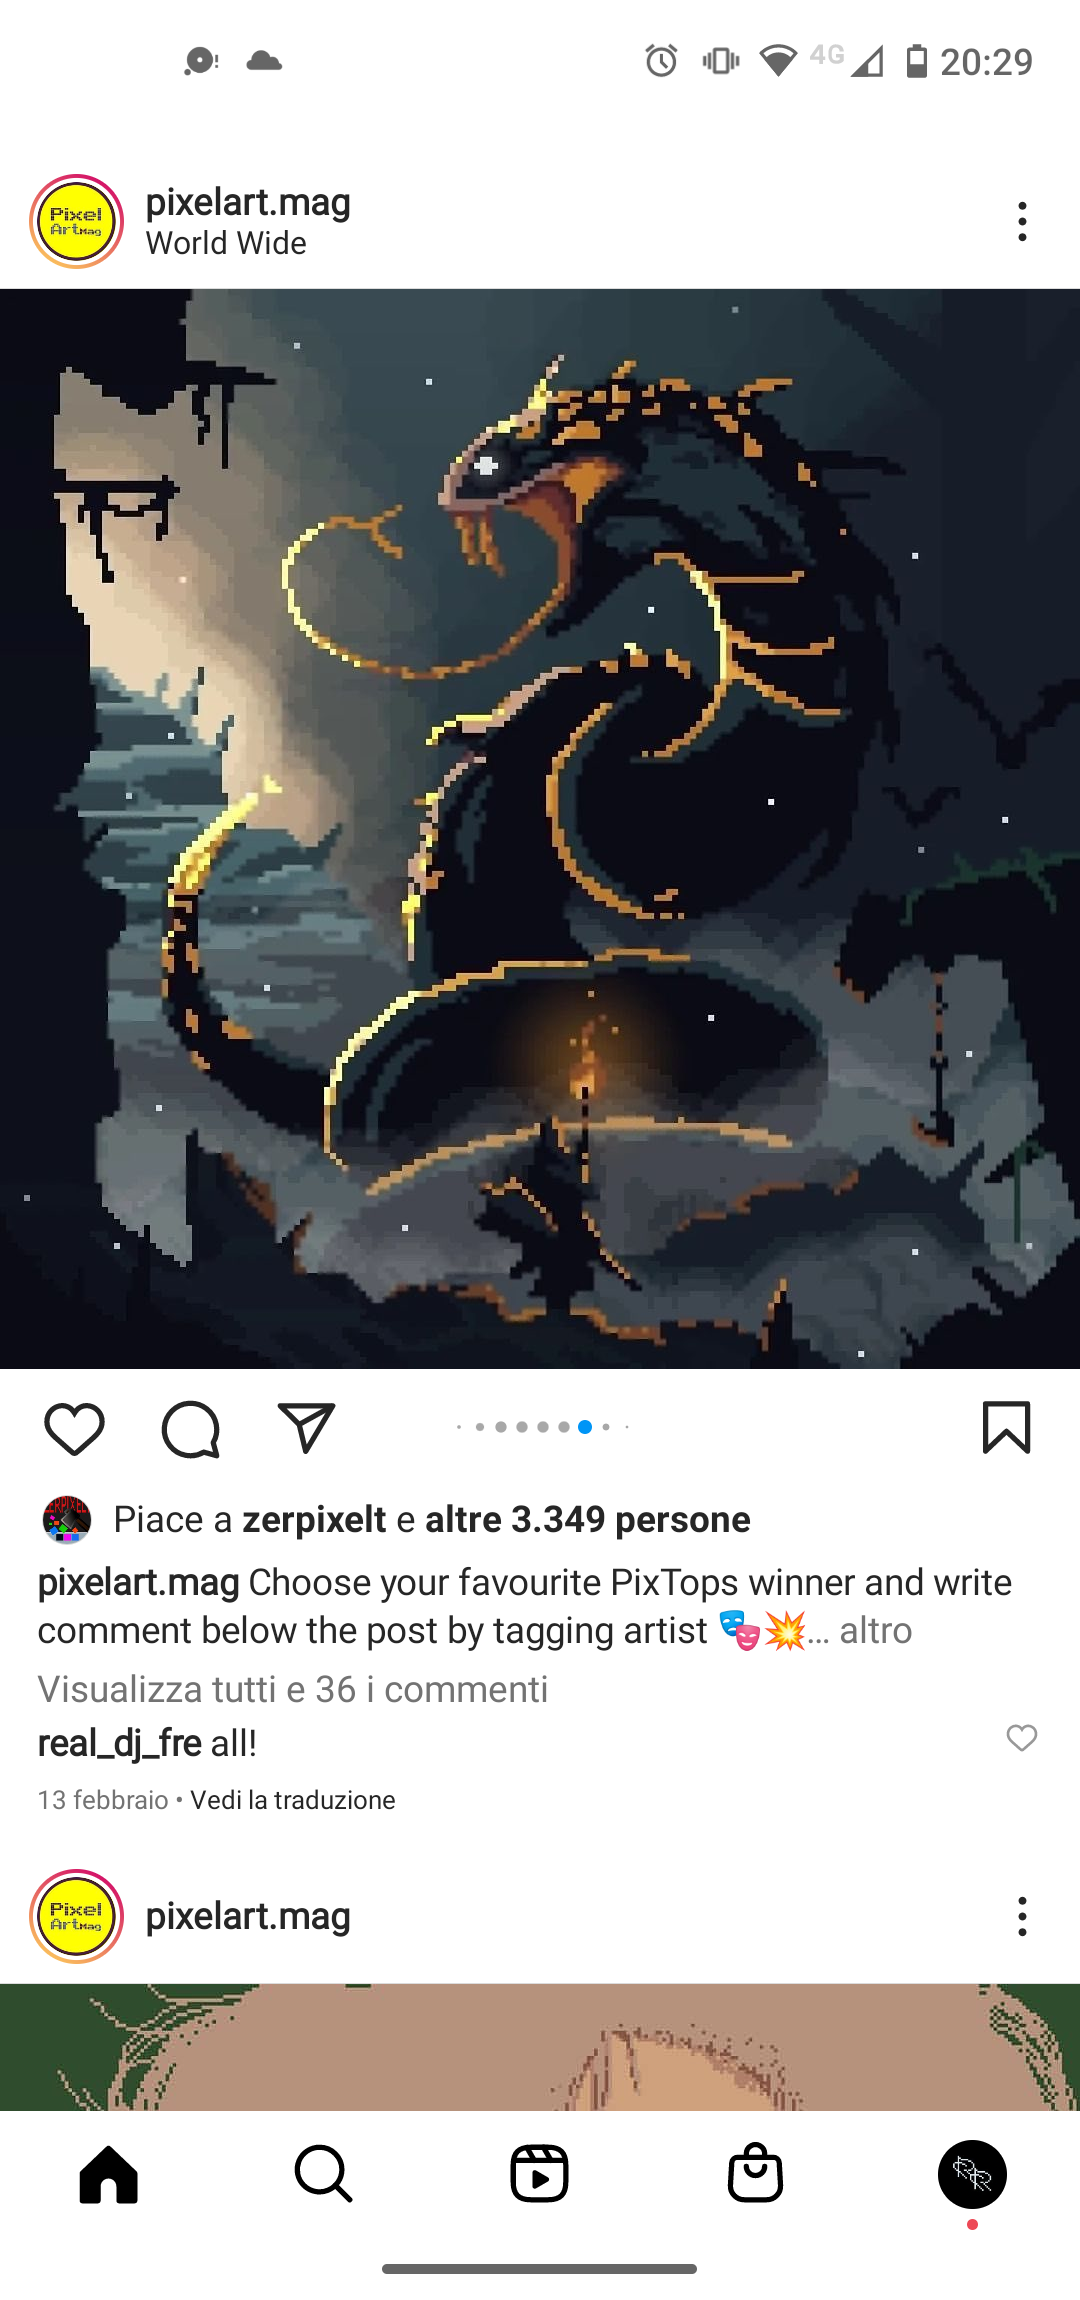 4G 20:29
Pixel
ArtMag
pixelart.mag
World Wide
Piace a zerpixelt e altre 3.349 persone
pixelart.mag Choose your favourite PixTops winner and write
comment below the post by tagging artist 🎭💥... altro
Visualizza tutti e 36 i commenti
real_dj_fre all!
13 febbraio • Vedi la traduzione
Pixel
ArtMag
pixelart.mag